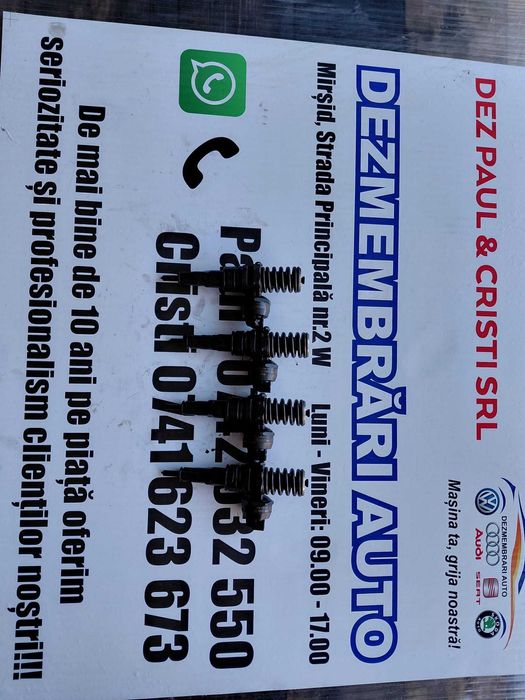 DEZ PAUL & CRISTI SRL
DEZMEMBRARI AUTO
Audi
SEAT
Mașina ta, grija noastră!
DEZMEMBRĂRI AUTO
Mirșid, Strada Principală nr.2 W
Luni - Vineri: 09.00 - 17.00
550
Cristi 0741 623 673
De mai bine de 10 ani pe piață oferim
seriozitate și profesionalism clienților noștri!!!